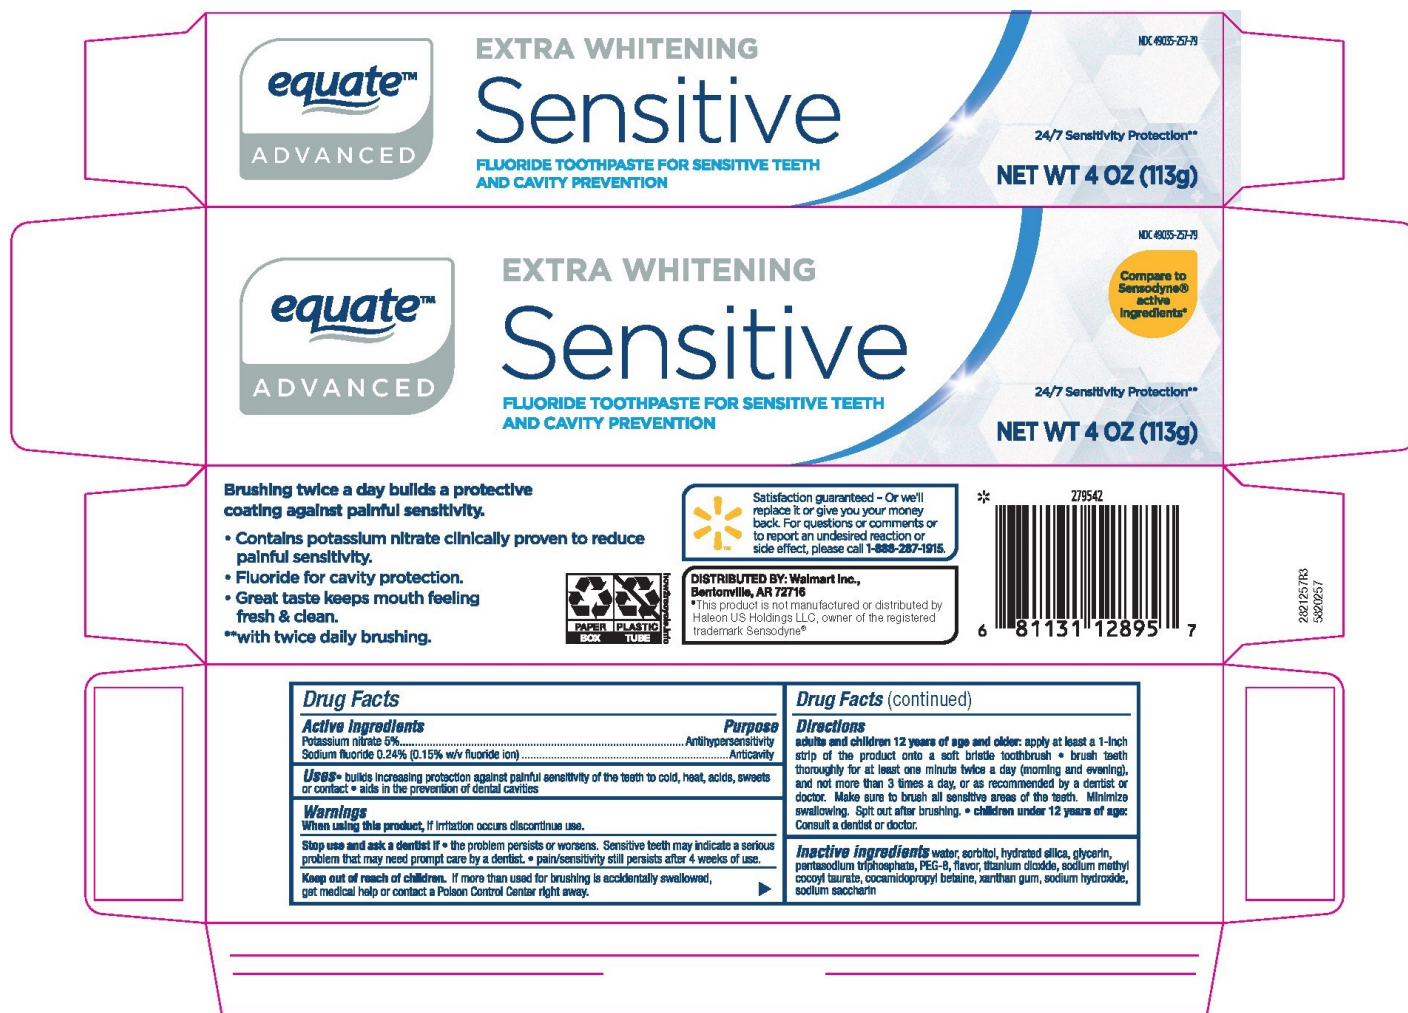 equate™
ADVANCED
EXTRA WHITENING
Sensitive
FLUORIDE TOOTHPASTE FOR SENSITIVE TEETH
AND CAVITY PREVENTION
NDC 49035-257-79
24/7 Sensitivity Protection**
NET WT 4 OZ (113g)
equate™
ADVANCED
EXTRA WHITENING
Sensitive
FLUORIDE TOOTHPASTE FOR SENSITIVE TEETH
AND CAVITY PREVENTION
NDC 49035-257-79
Compare to
Sensodyne®
active
ingredients*
24/7 Sensitivity Protection**
NET WT 4 OZ (113g)
Brushing twice a day builds a protective
coating against painful sensitivity.
• Contains potassium nitrate clinically proven to reduce
painful sensitivity.
• Fluoride for cavity protection.
• Great taste keeps mouth feeling
fresh & clean.
**with twice daily brushing.
PAPER PLASTIC
BOX TUBE
how2recycle.info
Satisfaction guaranteed – Or we'll
replace it or give you your money
back. For questions or comments or
to report an undesired reaction or
side effect, please call 1-888-287-1915.
™
DISTRIBUTED BY: Walmart Inc.,
Bentonville, AR 72716
*This product is not manufactured or distributed by
Haleon US Holdings LLC, owner of the registered
trademark Sensodyne®
* 279542
6 81131 12895 7
2821257R3
5820257
Drug Facts
Active ingredients Purpose
Potassium nitrate 5%...Antihypersensitivity
Sodium fluoride 0.24% (0.15% w/v fluoride ion)...Anticavity
Uses • builds increasing protection against painful sensitivity of the teeth to cold, heat, acids, sweets
or contact • aids in the prevention of dental cavities
Warnings
When using this product, if irritation occurs discontinue use.
Stop use and ask a dentist if • the problem persists or worsens. Sensitive teeth may indicate a serious
problem that may need prompt care by a dentist. • pain/sensitivity still persists after 4 weeks of use.
Keep out of reach of children. If more than used for brushing is accidentally swallowed,
get medical help or contact a Poison Control Center right away.
Drug Facts (continued)
Directions
adults and children 12 years of age and older: apply at least a 1-inch
strip of the product onto a soft bristle toothbrush • brush teeth
thoroughly for at least one minute twice a day (morning and evening),
and not more than 3 times a day, or as recommended by a dentist or
doctor. Make sure to brush all sensitive areas of the teeth. Minimize
swallowing. Spit out after brushing. • children under 12 years of age:
Consult a dentist or doctor.
Inactive ingredients water, sorbitol, hydrated silica, glycerin,
pentasodium triphosphate, PEG-8, flavor, titanium dioxide, sodium methyl
cocoyl taurate, cocamidopropyl betaine, xanthan gum, sodium hydroxide,
sodium saccharin